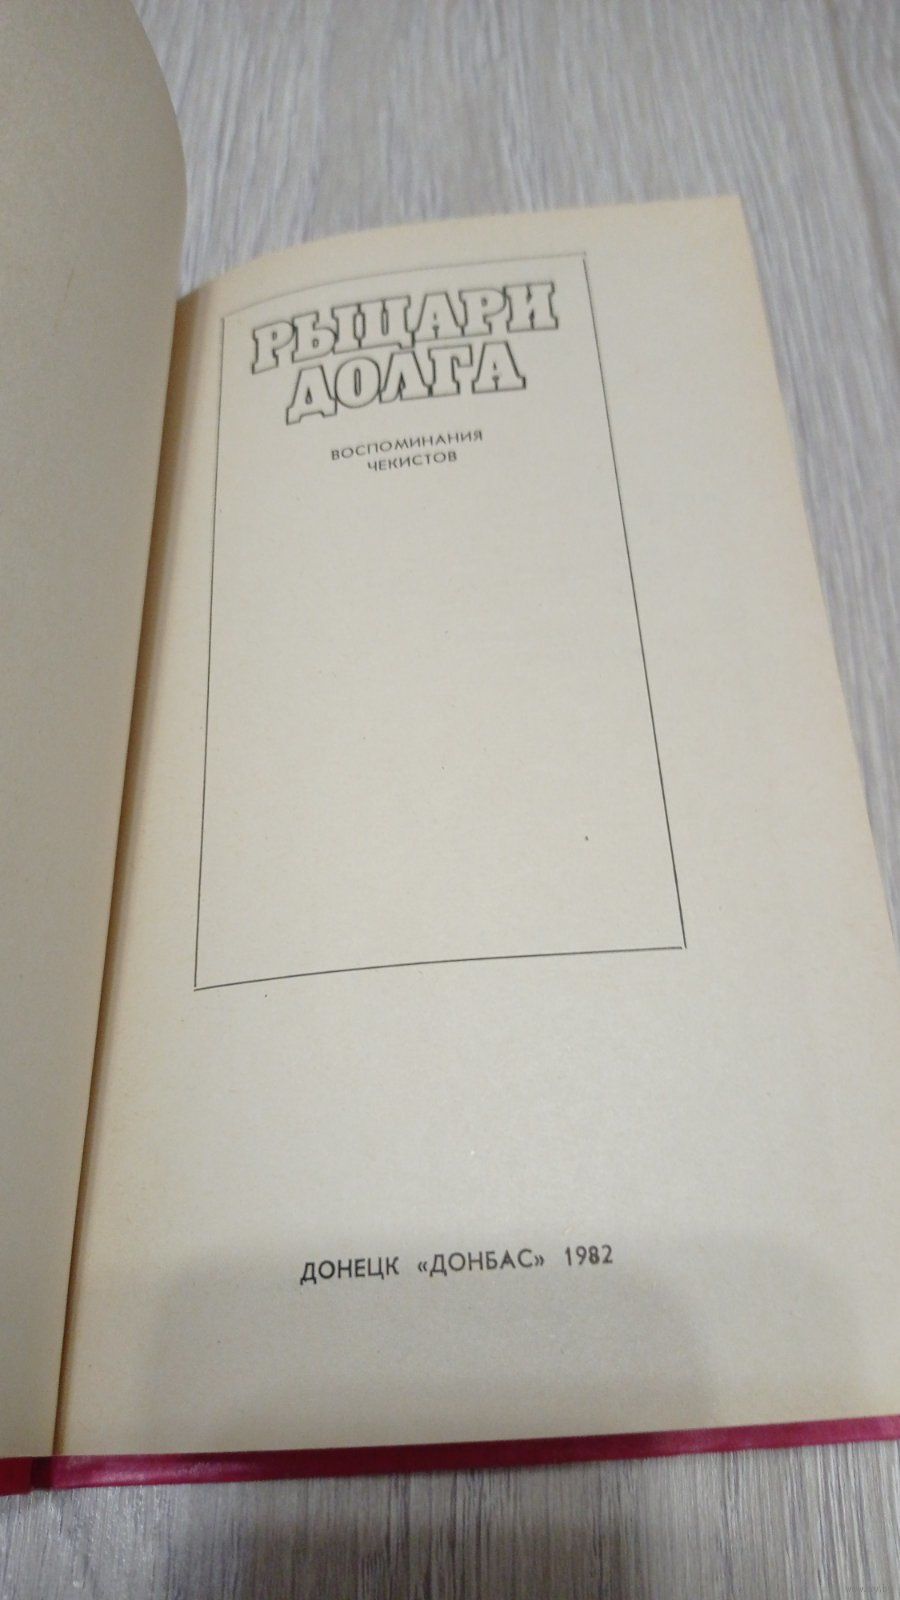 РЫЦАРИ
ДОЛГА
ВОСПОМИНАНИЯ
ЧЕКИСТОВ
ДОНЕЦК «ДОНБАС» 1982